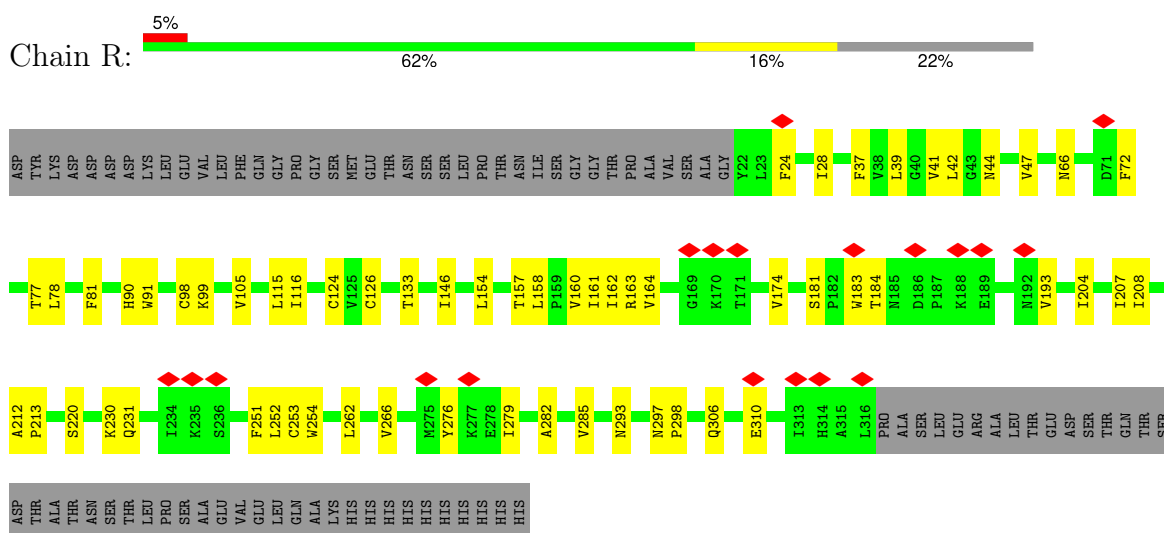 5%
Chain R:
62% 16% 22%
ASP TYR LYS ASP ASP ASP ASP LYS LEU GLU VAL LEU PHE GLN GLY PRO GLY SER MET GLU THR ASN SER SER LEU PRO THR ASN ILE SER GLY GLY THR PRO ALA VAL SER ALA GLY Y22 L23 F24 I28 F37 V38 L39 G40 V41 L42 G43 N44 V47 N66 D71 F72
T77 L78 F81 H90 W91 C98 K99 V105 L115 I116 G124 V125 C126 T133 I146 L154 T157 L158 P159 V160 I161 I162 R163 V164 G169 K170 T171 V174 S181 P182 W183 T184 N185 D186 P187 K188 E189 N192 V193 I204 I207 I208
A212 P213 S220 K230 Q231 I234 K235 S236 F251 L252 C253 W254 L262 V266 M275 Y276 K277 E278 I279 A282 V285 N293 N297 P298 Q306 E310 I313 H314 A315 L316 PRO ALA SER LEU GLU ARG ALA LEU THR GLU ASP SER THR GLN THR SER
ASP THR ALA THR ASN SER THR LEU PRO SER ALA GLU VAL GLU LEU GLN ALA LYS HIS HIS HIS HIS HIS HIS HIS HIS